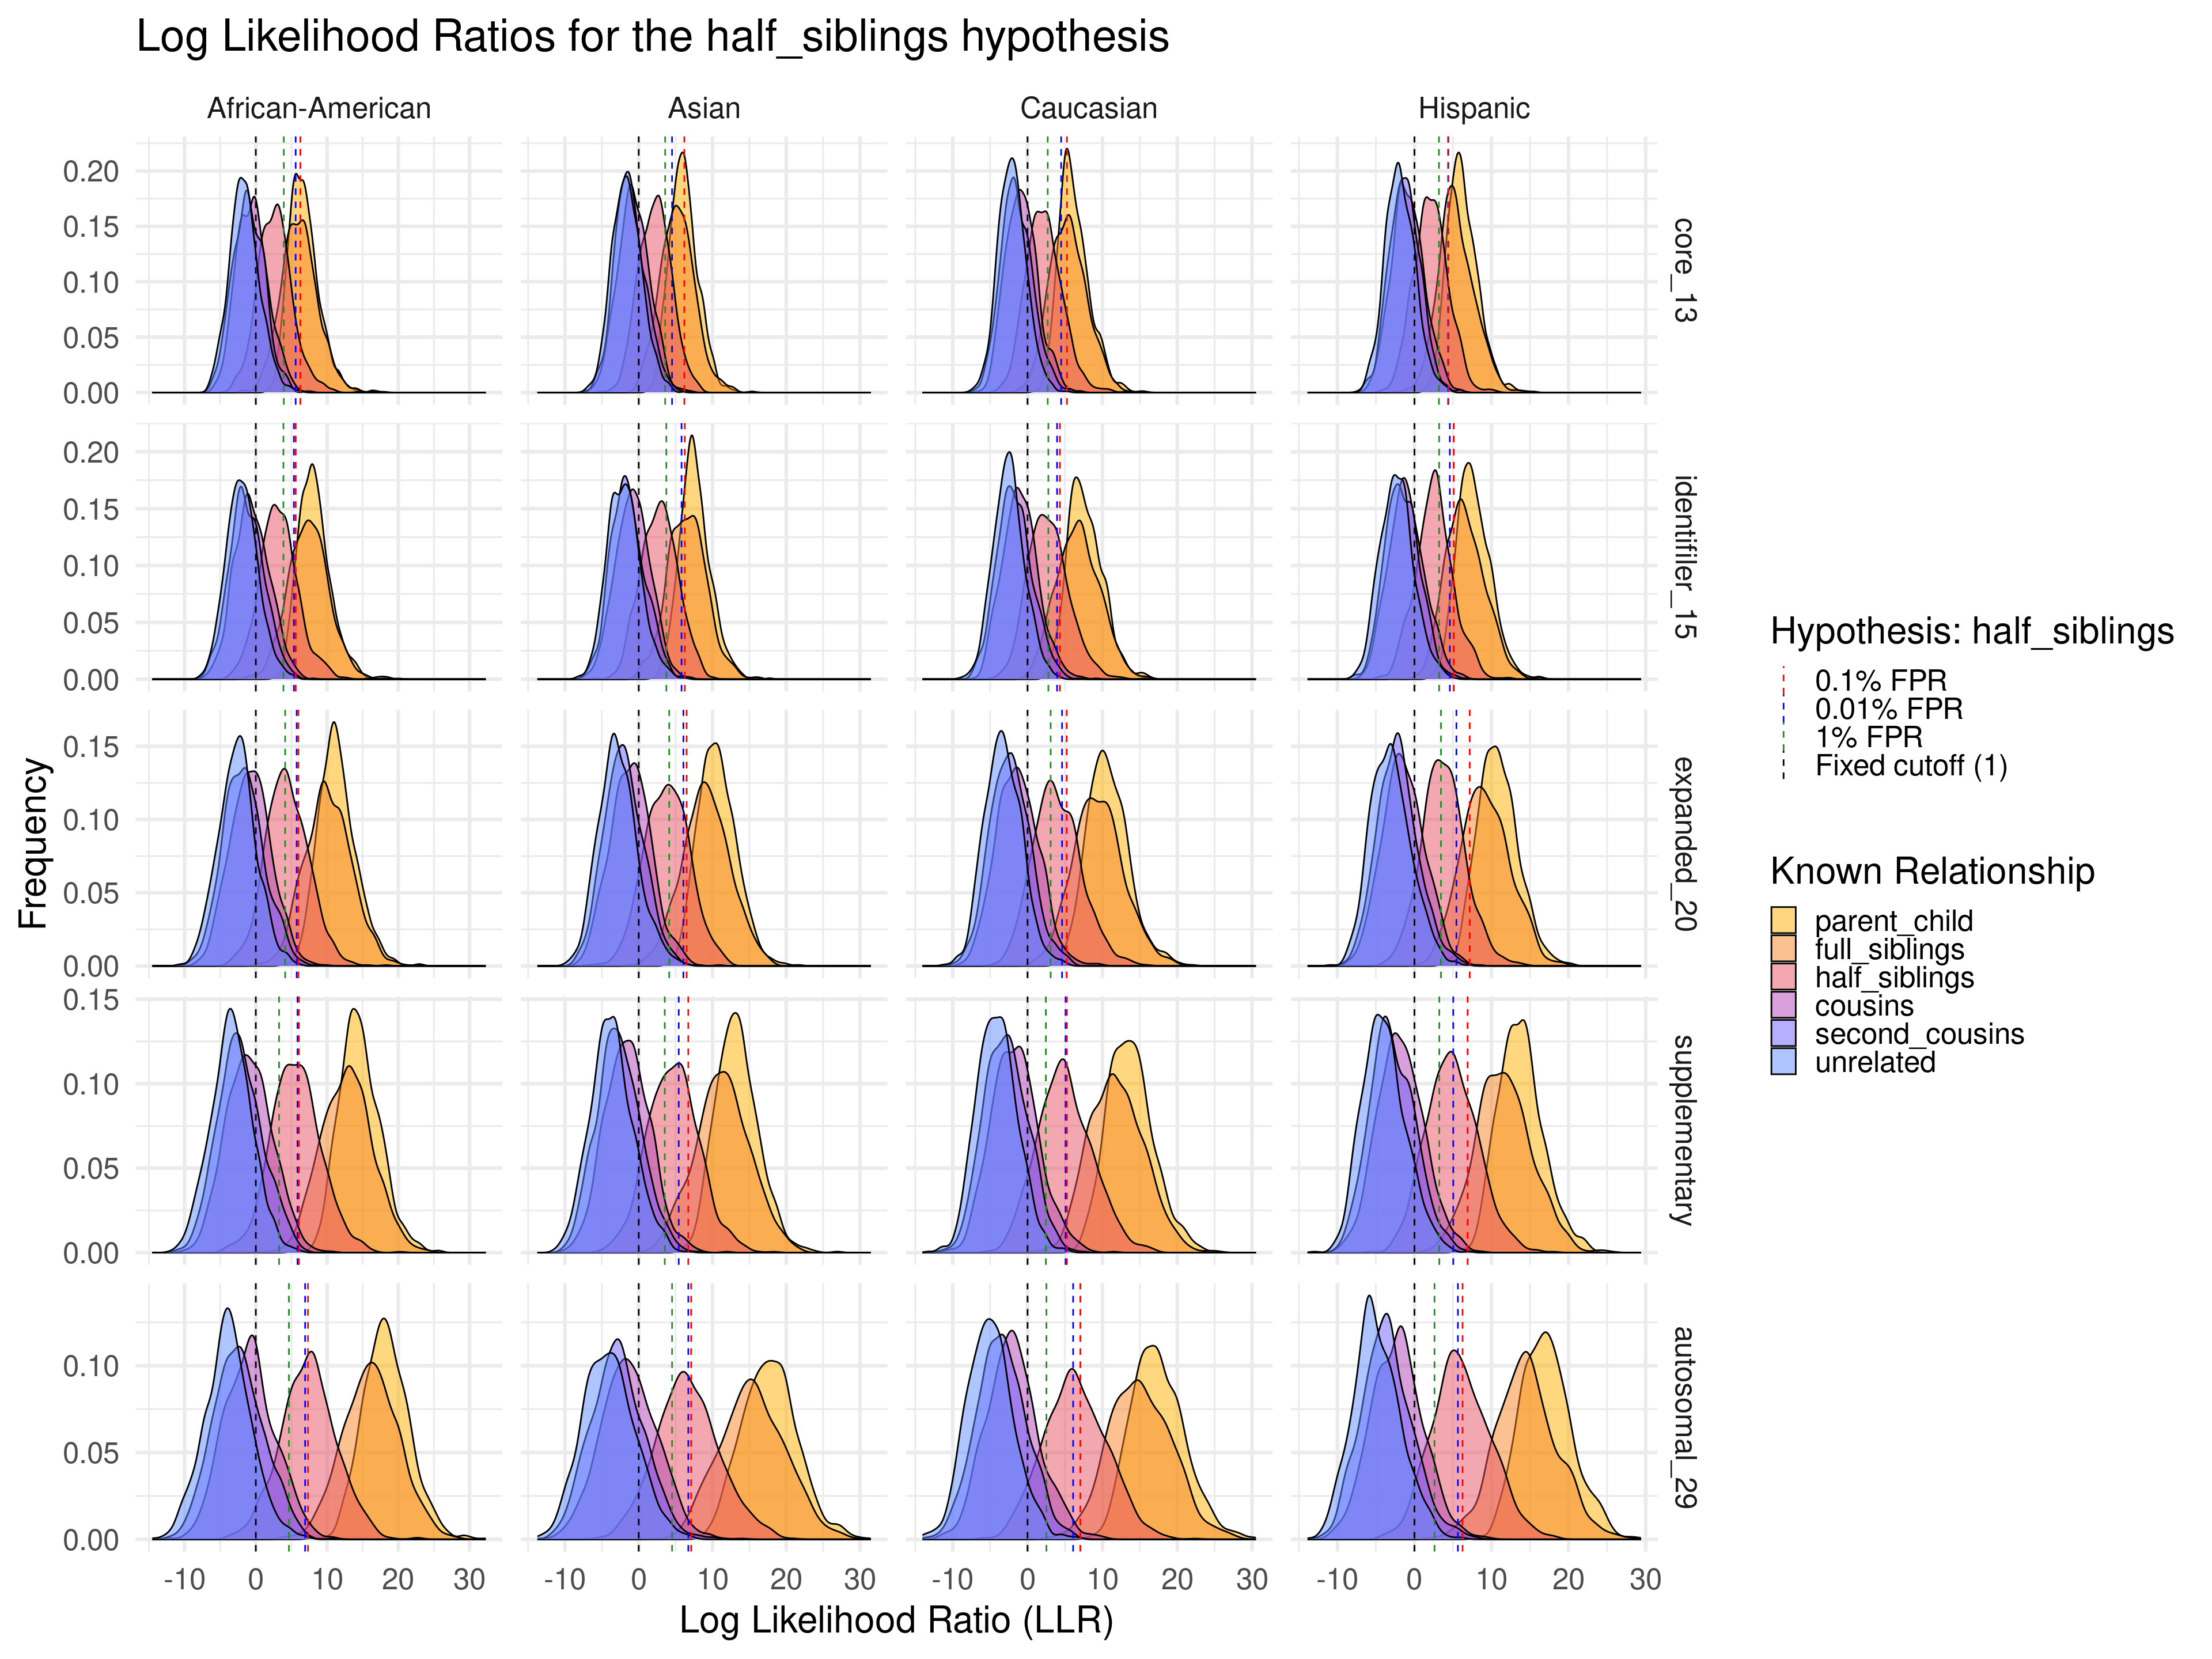 Log Likelihood Ratios for the half_siblings hypothesis
African-American Asian Caucasian Hispanic
0.20
0.15
0.10
0.05
0.00
core_13
0.20
0.15
0.10
0.05
0.00
identifiler_15
0.15
0.10
0.05
0.00
expanded_20
0.15
0.10
0.05
0.00
supplementary
0.10
0.05
0.00
autosomal_29
Frequency
-10 0 10 20 30 -10 0 10 20 30 -10 0 10 20 30 -10 0 10 20 30
Log Likelihood Ratio (LLR)
Hypothesis: half_siblings
0.1% FPR
0.01% FPR
1% FPR
Fixed cutoff (1)
Known Relationship
parent_child
full_siblings
half_siblings
cousins
second_cousins
unrelated